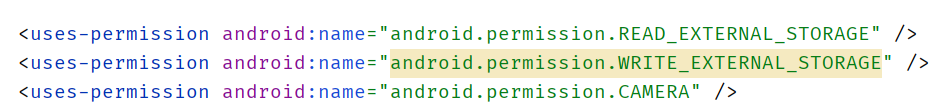 <uses-permission android:name="android.permission.READ_EXTERNAL_STORAGE" />
<uses-permission android:name="android.permission.WRITE_EXTERNAL_STORAGE" />
<uses-permission android:name="android.permission.CAMERA" />